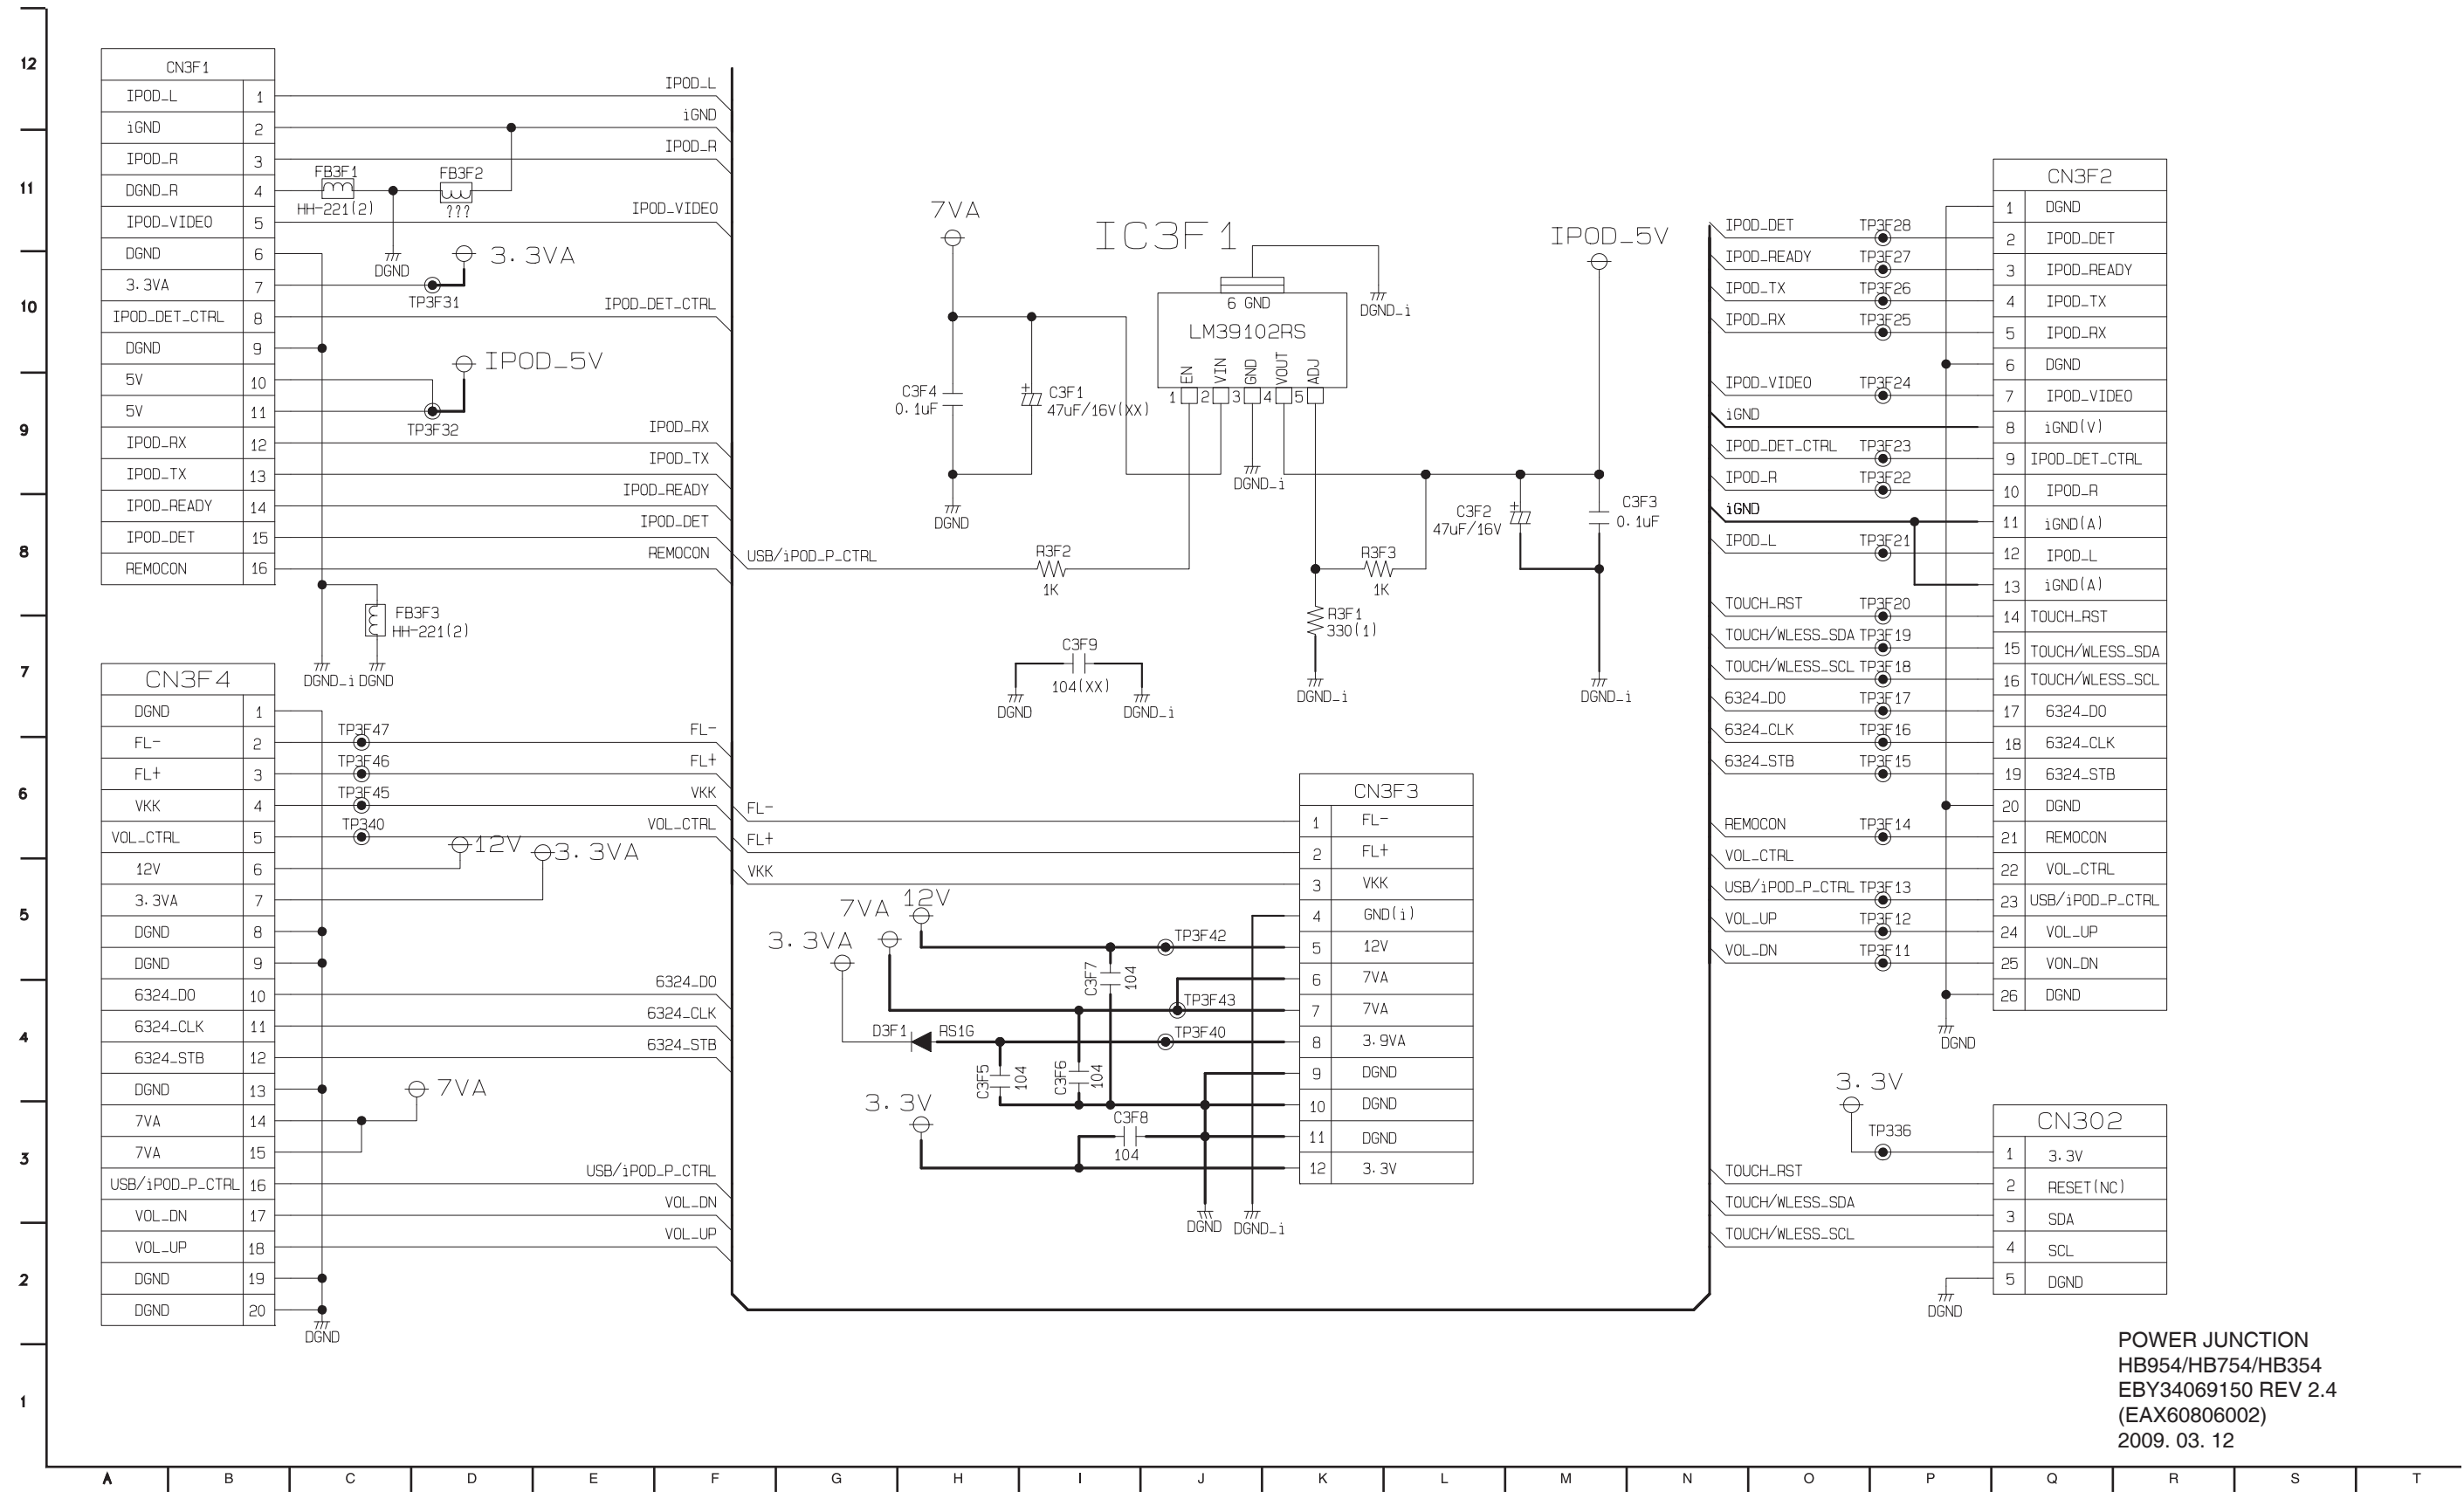 12
11
10
9
8
7
6
5
4
3
2
1
CN3F1
IPOD_L 1
iGND 2
IPOD_R 3
DGND_R 4
IPOD_VIDEO 5
DGND 6
3.3VA 7
IPOD_DET_CTRL 8
DGND 9
5V 10
5V 11
IPOD_RX 12
IPOD_TX 13
IPOD_READY 14
IPOD_DET 15
REMOCON 16
IPOD_L
iGND
IPOD_R
FB3F1
HH-221(2)
FB3F2
???
IPOD_VIDEO
DGND
3.3VA
TP3F31
IPOD_DET_CTRL
IPOD_5V
TP3F32
IPOD_RX
IPOD_TX
IPOD_READY
IPOD_DET
REMOCON
FB3F3
HH-221(2)
DGND_i DGND
CN3F4
DGND 1
FL- 2
FL+ 3
VKK 4
VOL_CTRL 5
12V 6
3.3VA 7
DGND 8
DGND 9
6324_DO 10
6324_CLK 11
6324_STB 12
DGND 13
7VA 14
7VA 15
USB/iPOD_P_CTRL 16
VOL_DN 17
VOL_UP 18
DGND 19
DGND 20
TP3F47
FL-
TP3F46
FL+
TP3F45
VKK
TP340
VOL_CTRL
12V
3.3VA
6324_DO
6324_CLK
6324_STB
7VA
USB/iPOD_P_CTRL
VOL_DN
VOL_UP
DGND
7VA
IC3F1
6 GND
LM39102RS
EN VIN GND VOUT ADJ
1 2 3 4 5
DGND_i
IPOD_5V
C3F4
0.1uF
C3F1
+
47uF/16V(XX)
DGND
DGND_i
C3F2
+
47uF/16V
C3F3
0.1uF
USB/iPOD_P_CTRL
R3F2
1K
R3F3
1K
R3F1
330(1)
C3F9
104(XX)
DGND
DGND_i
DGND_i
DGND_i
FL-
FL+
VKK
CN3F3
1 FL-
2 FL+
3 VKK
4 GND(i)
5 12V
6 7VA
7 7VA
8 3.9VA
9 DGND
10 DGND
11 DGND
12 3.3V
7VA
12V
3.3VA
TP3F42
C3F7
104
TP3F43
D3F1
RS1G
TP3F40
C3F5
104
C3F6
104
3.3V
C3F8
104
DGND
DGND_i
IPOD_DET TP3F28
IPOD_READY TP3F27
IPOD_TX TP3F26
IPOD_RX TP3F25
IPOD_VIDEO TP3F24
iGND
IPOD_DET_CTRL TP3F23
IPOD_R TP3F22
iGND
IPOD_L TP3F21
TOUCH_RST TP3F20
TOUCH/WLESS_SDA TP3F19
TOUCH/WLESS_SCL TP3F18
6324_DO TP3F17
6324_CLK TP3F16
6324_STB TP3F15
REMOCON TP3F14
VOL_CTRL
USB/iPOD_P_CTRL TP3F13
VOL_UP TP3F12
VOL_DN TP3F11
CN3F2
1 DGND
2 IPOD_DET
3 IPOD_READY
4 IPOD_TX
5 IPOD_RX
6 DGND
7 IPOD_VIDEO
8 iGND(V)
9 IPOD_DET_CTRL
10 IPOD_R
11 iGND(A)
12 IPOD_L
13 iGND(A)
14 TOUCH_RST
15 TOUCH/WLESS_SDA
16 TOUCH/WLESS_SCL
17 6324_DO
18 6324_CLK
19 6324_STB
20 DGND
21 REMOCON
22 VOL_CTRL
23 USB/iPOD_P_CTRL
24 VOL_UP
25 VON_DN
26 DGND
DGND
3.3V
TP336
TOUCH_RST
TOUCH/WLESS_SDA
TOUCH/WLESS_SCL
CN302
1 3.3V
2 RESET(NC)
3 SDA
4 SCL
5 DGND
DGND
POWER JUNCTION
HB954/HB754/HB354
EBY34069150 REV 2.4
(EAX60806002)
2009. 03. 12
A B C D E F G H I J K L M N O P Q R S T